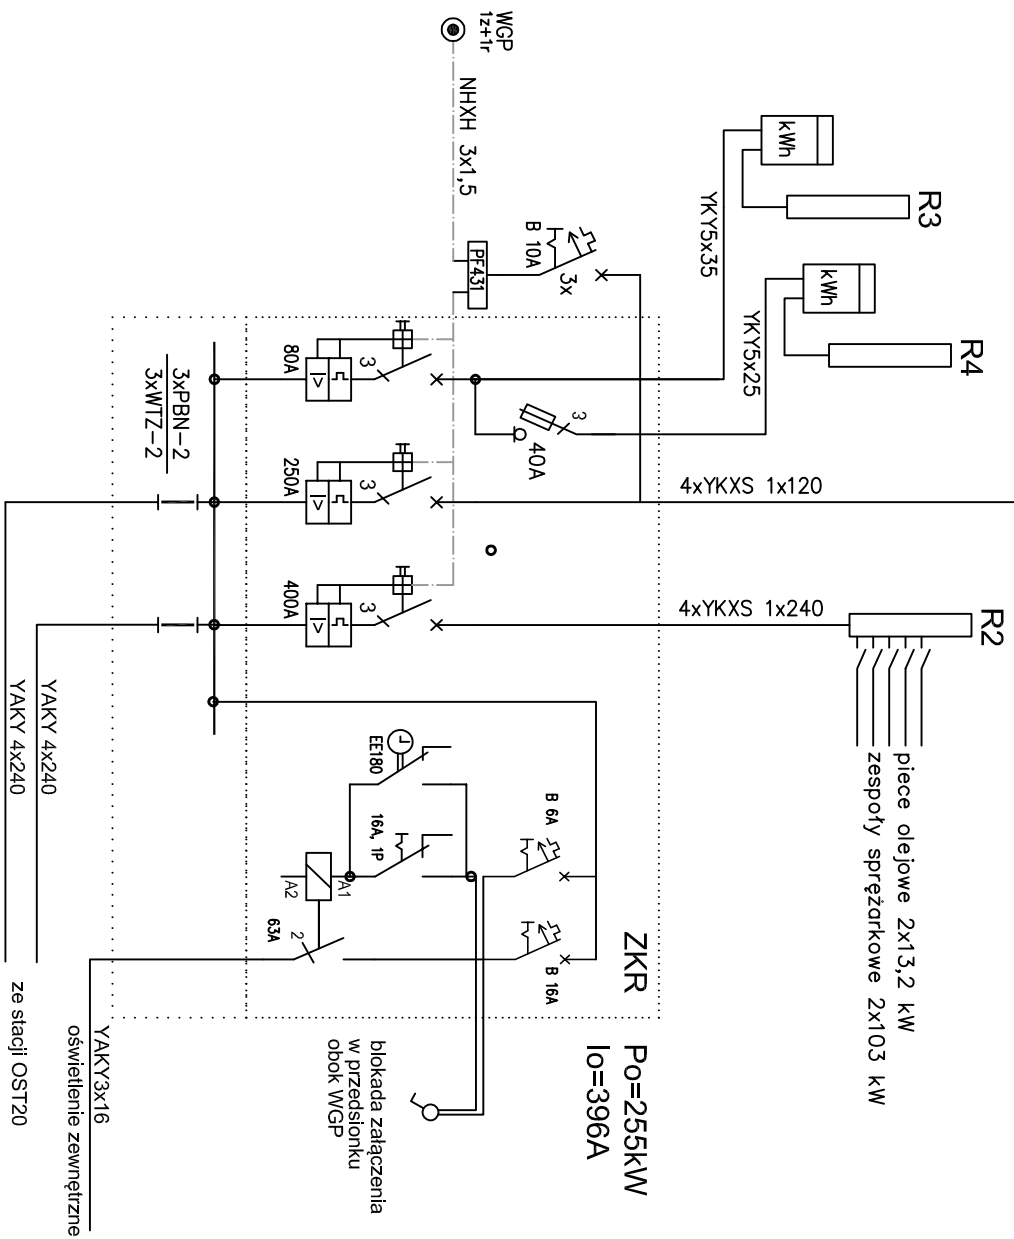 WGP
1z+1r
NHXH 3x1,5
PF431
B 10A
3x
kWh
R3
YKY5x35
kWh
R4
YKY5x25
80A
3
40A
3
3xPBN-2
3xWTZ-2
250A
3
4xYKXS 1x120
400A
3
4xYKXS 1x240
R2
piece olejowe 2x13,2 kW
zespoły sprężarkowe 2x103 kW
YAKY 4x240
YAKY 4x240
ze stacji OST20
EE180
16A, 1P
A1
A2
B 6A
B 16A
63A
2
ZKR
Po=255kW
Io=396A
blokada załączenia
w przedsionku
obok WGP
YAKY3x16
oświetlenie zewnętrzne
I>
I>
I>